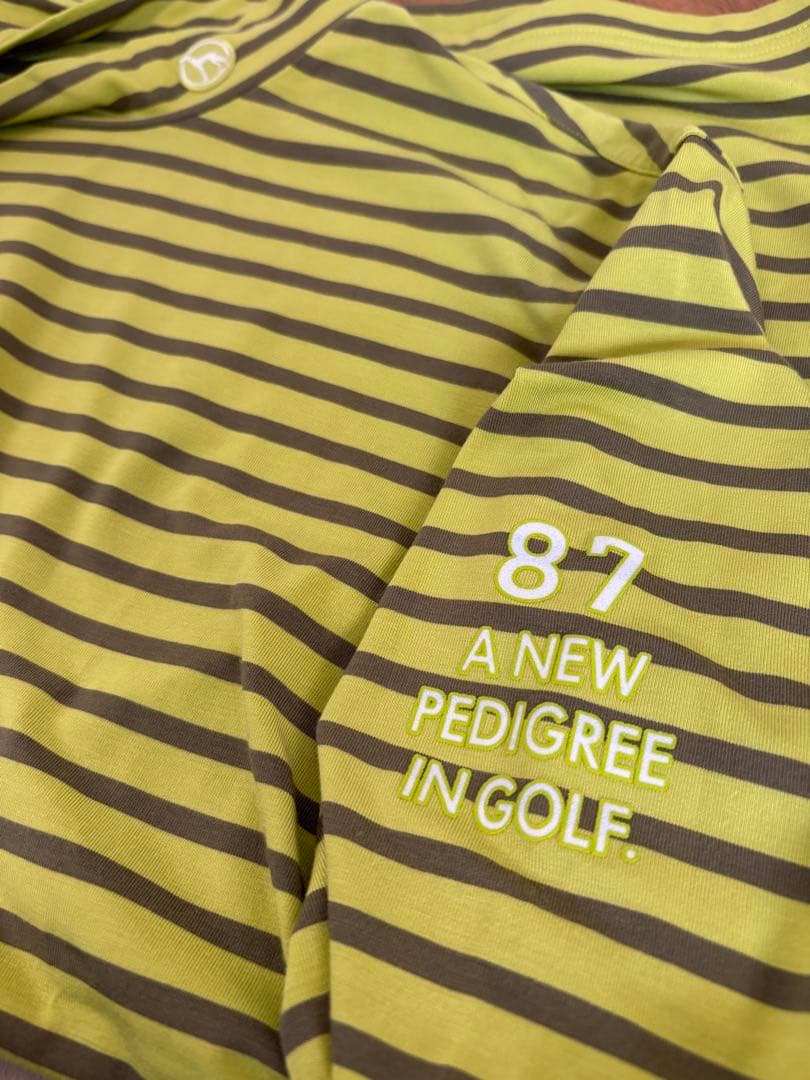 87
A NEW
PEDIGREE
IN GOLF.